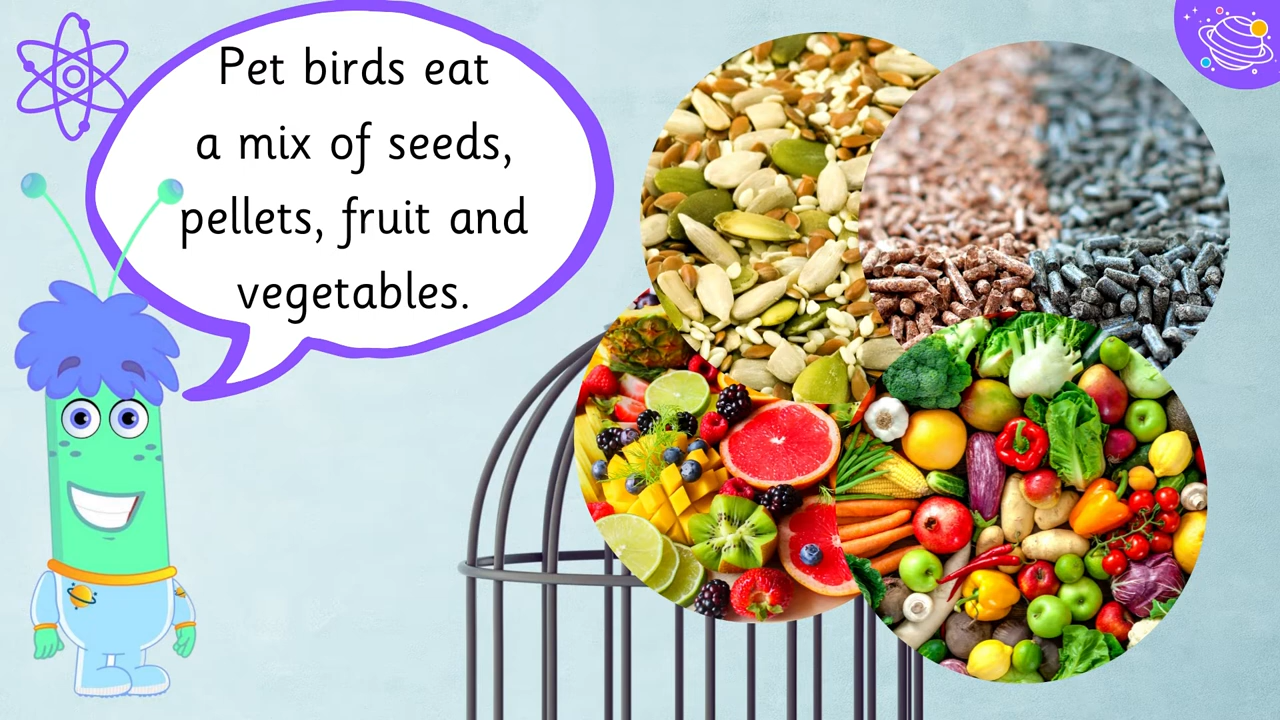 Pet birds eat
a mix of seeds,
pellets, fruit and
vegetables.